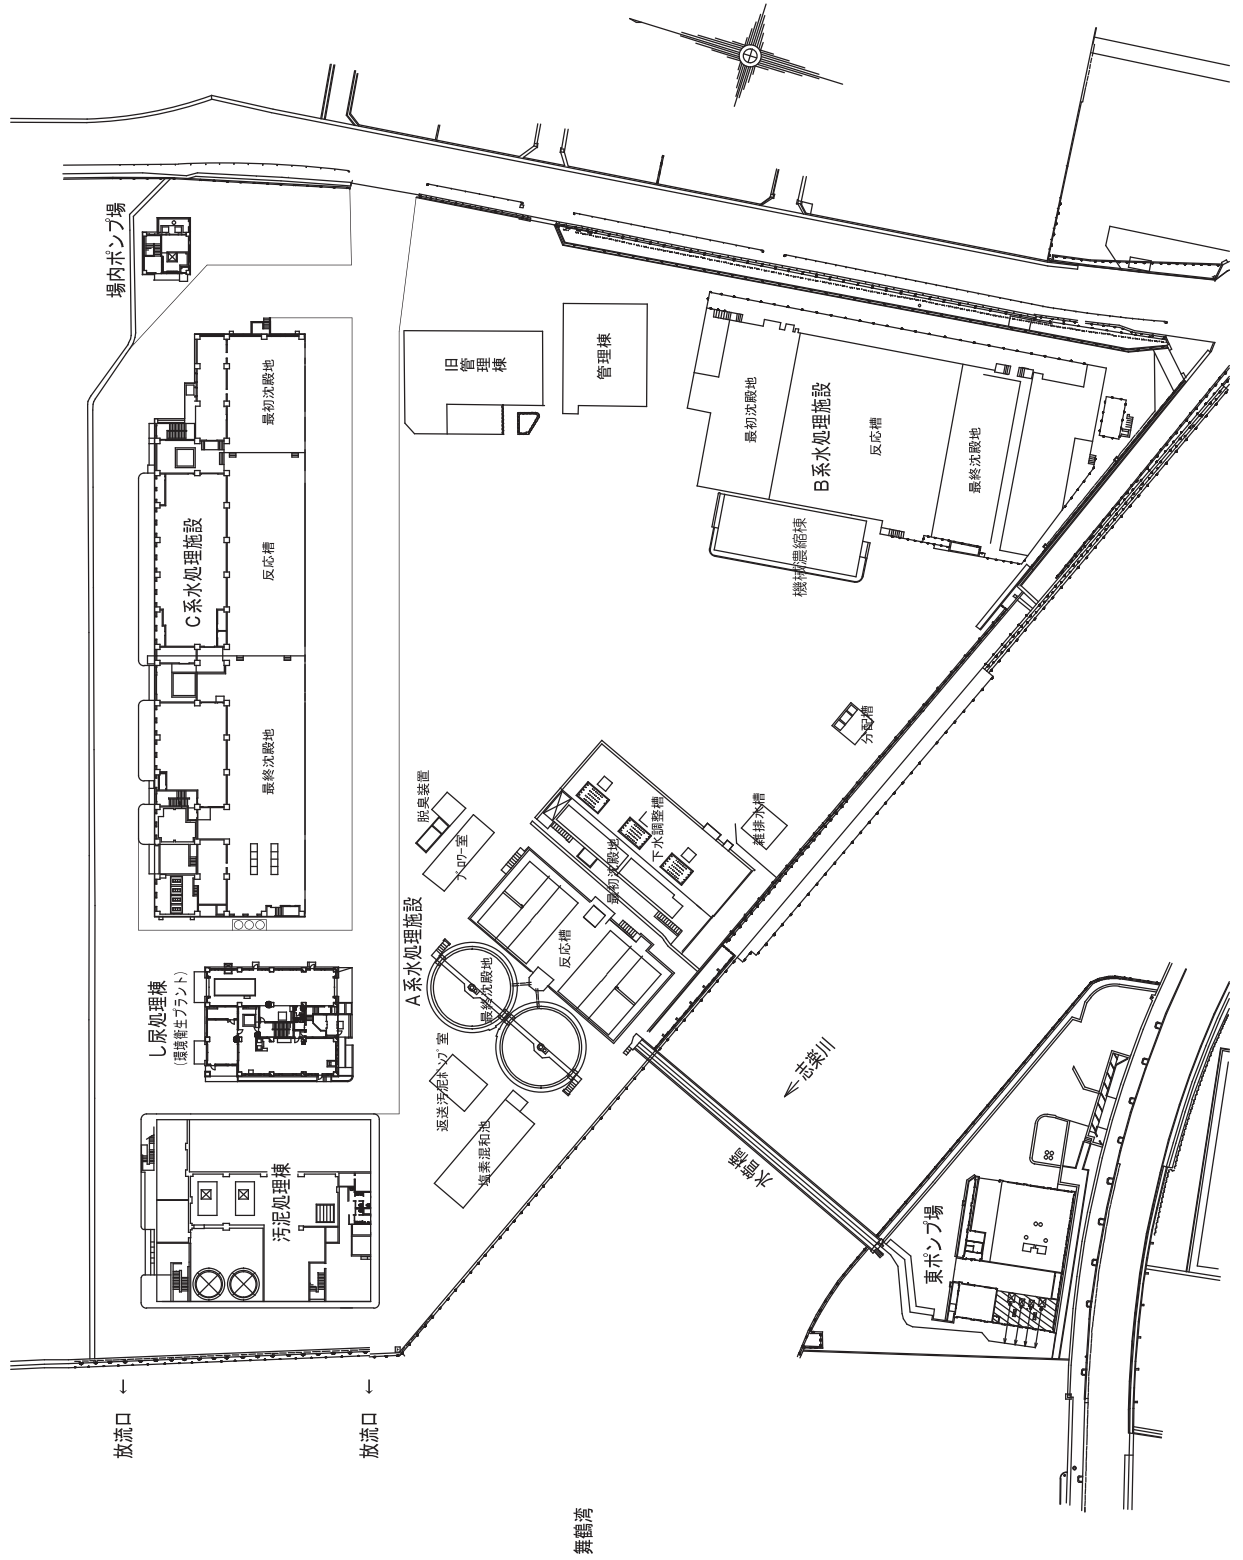 場内ポンプ場
最初沈殿地
C系水処理施設
反応槽
最終沈殿地
旧管理棟
管理棟
最初沈殿地
B系水処理施設
反応槽
最終沈殿地
機械濃縮棟
分配槽
雑排水槽
下水調整槽
最初沈殿地
脱臭装置
ブロワー室
A系水処理施設
反応槽
最終沈殿地
返送汚泥ポンプ室
塩素混和池
し尿処理棟
(環境衛生プラント)
汚泥処理棟
志楽川
水管橋
東ポンプ場
放流口
←
放流口
←
舞鶴湾